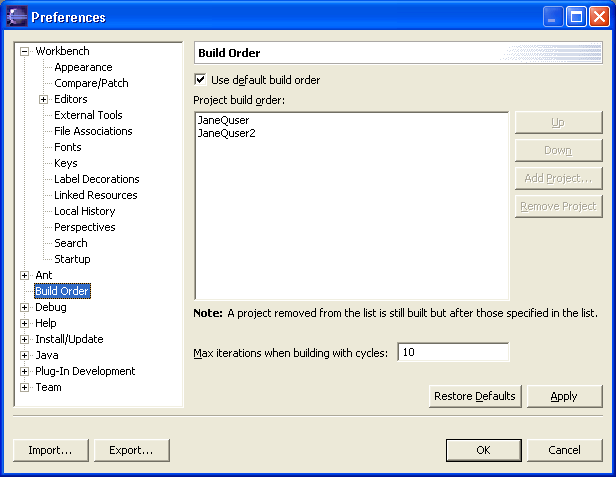 Preferences
Workbench
Appearance
Compare/Patch
Editors
External Tools
File Associations
Fonts
Keys
Label Decorations
Linked Resources
Local History
Perspectives
Search
Startup
Ant
Build Order
Debug
Help
Install/Update
Java
Plug-In Development
Team
Build Order
Use default build order
Project build order:
JaneQuser
JaneQuser2
Up
Down
Add Project...
Remove Project
Note: A project removed from the list is still built but after those specified in the list.
Max iterations when building with cycles: 10
Restore Defaults Apply
Import... Export... OK Cancel